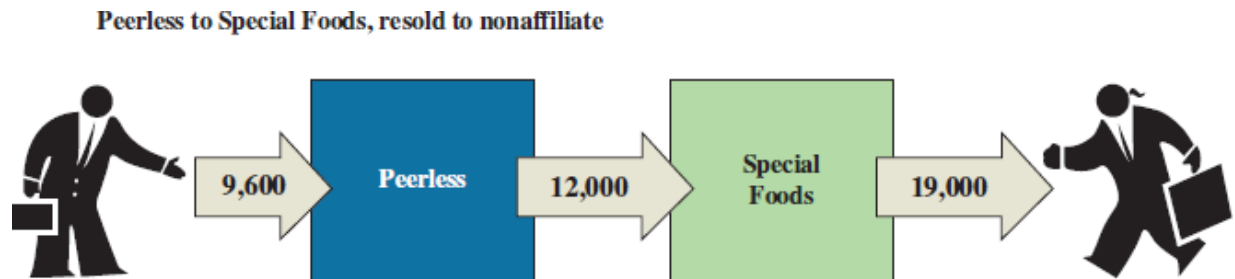 Peerless to Special Foods, resold to nonaffiliate
9,600
Peerless
12,000
Special
Foods
19,000